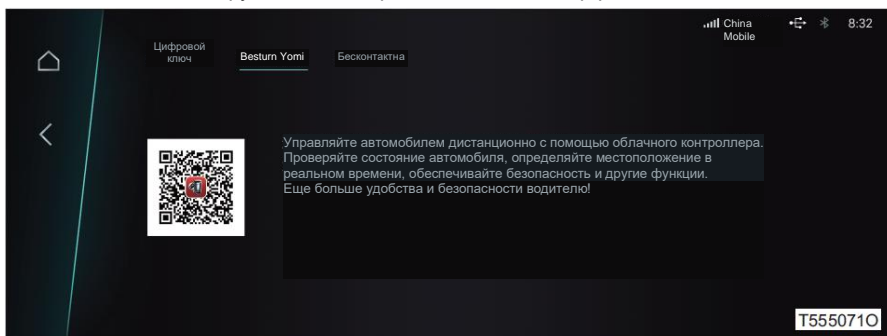 China
Mobile
8:32
Цифровой
ключ
Besturn Yomi
Бесконтактна
Управляйте автомобилем дистанционно с помощью облачного контроллера.
Проверяйте состояние автомобиля, определяйте местоположение в
реальном времени, обеспечивайте безопасность и другие функции.
Еще больше удобства и безопасности водителю!
T555071O